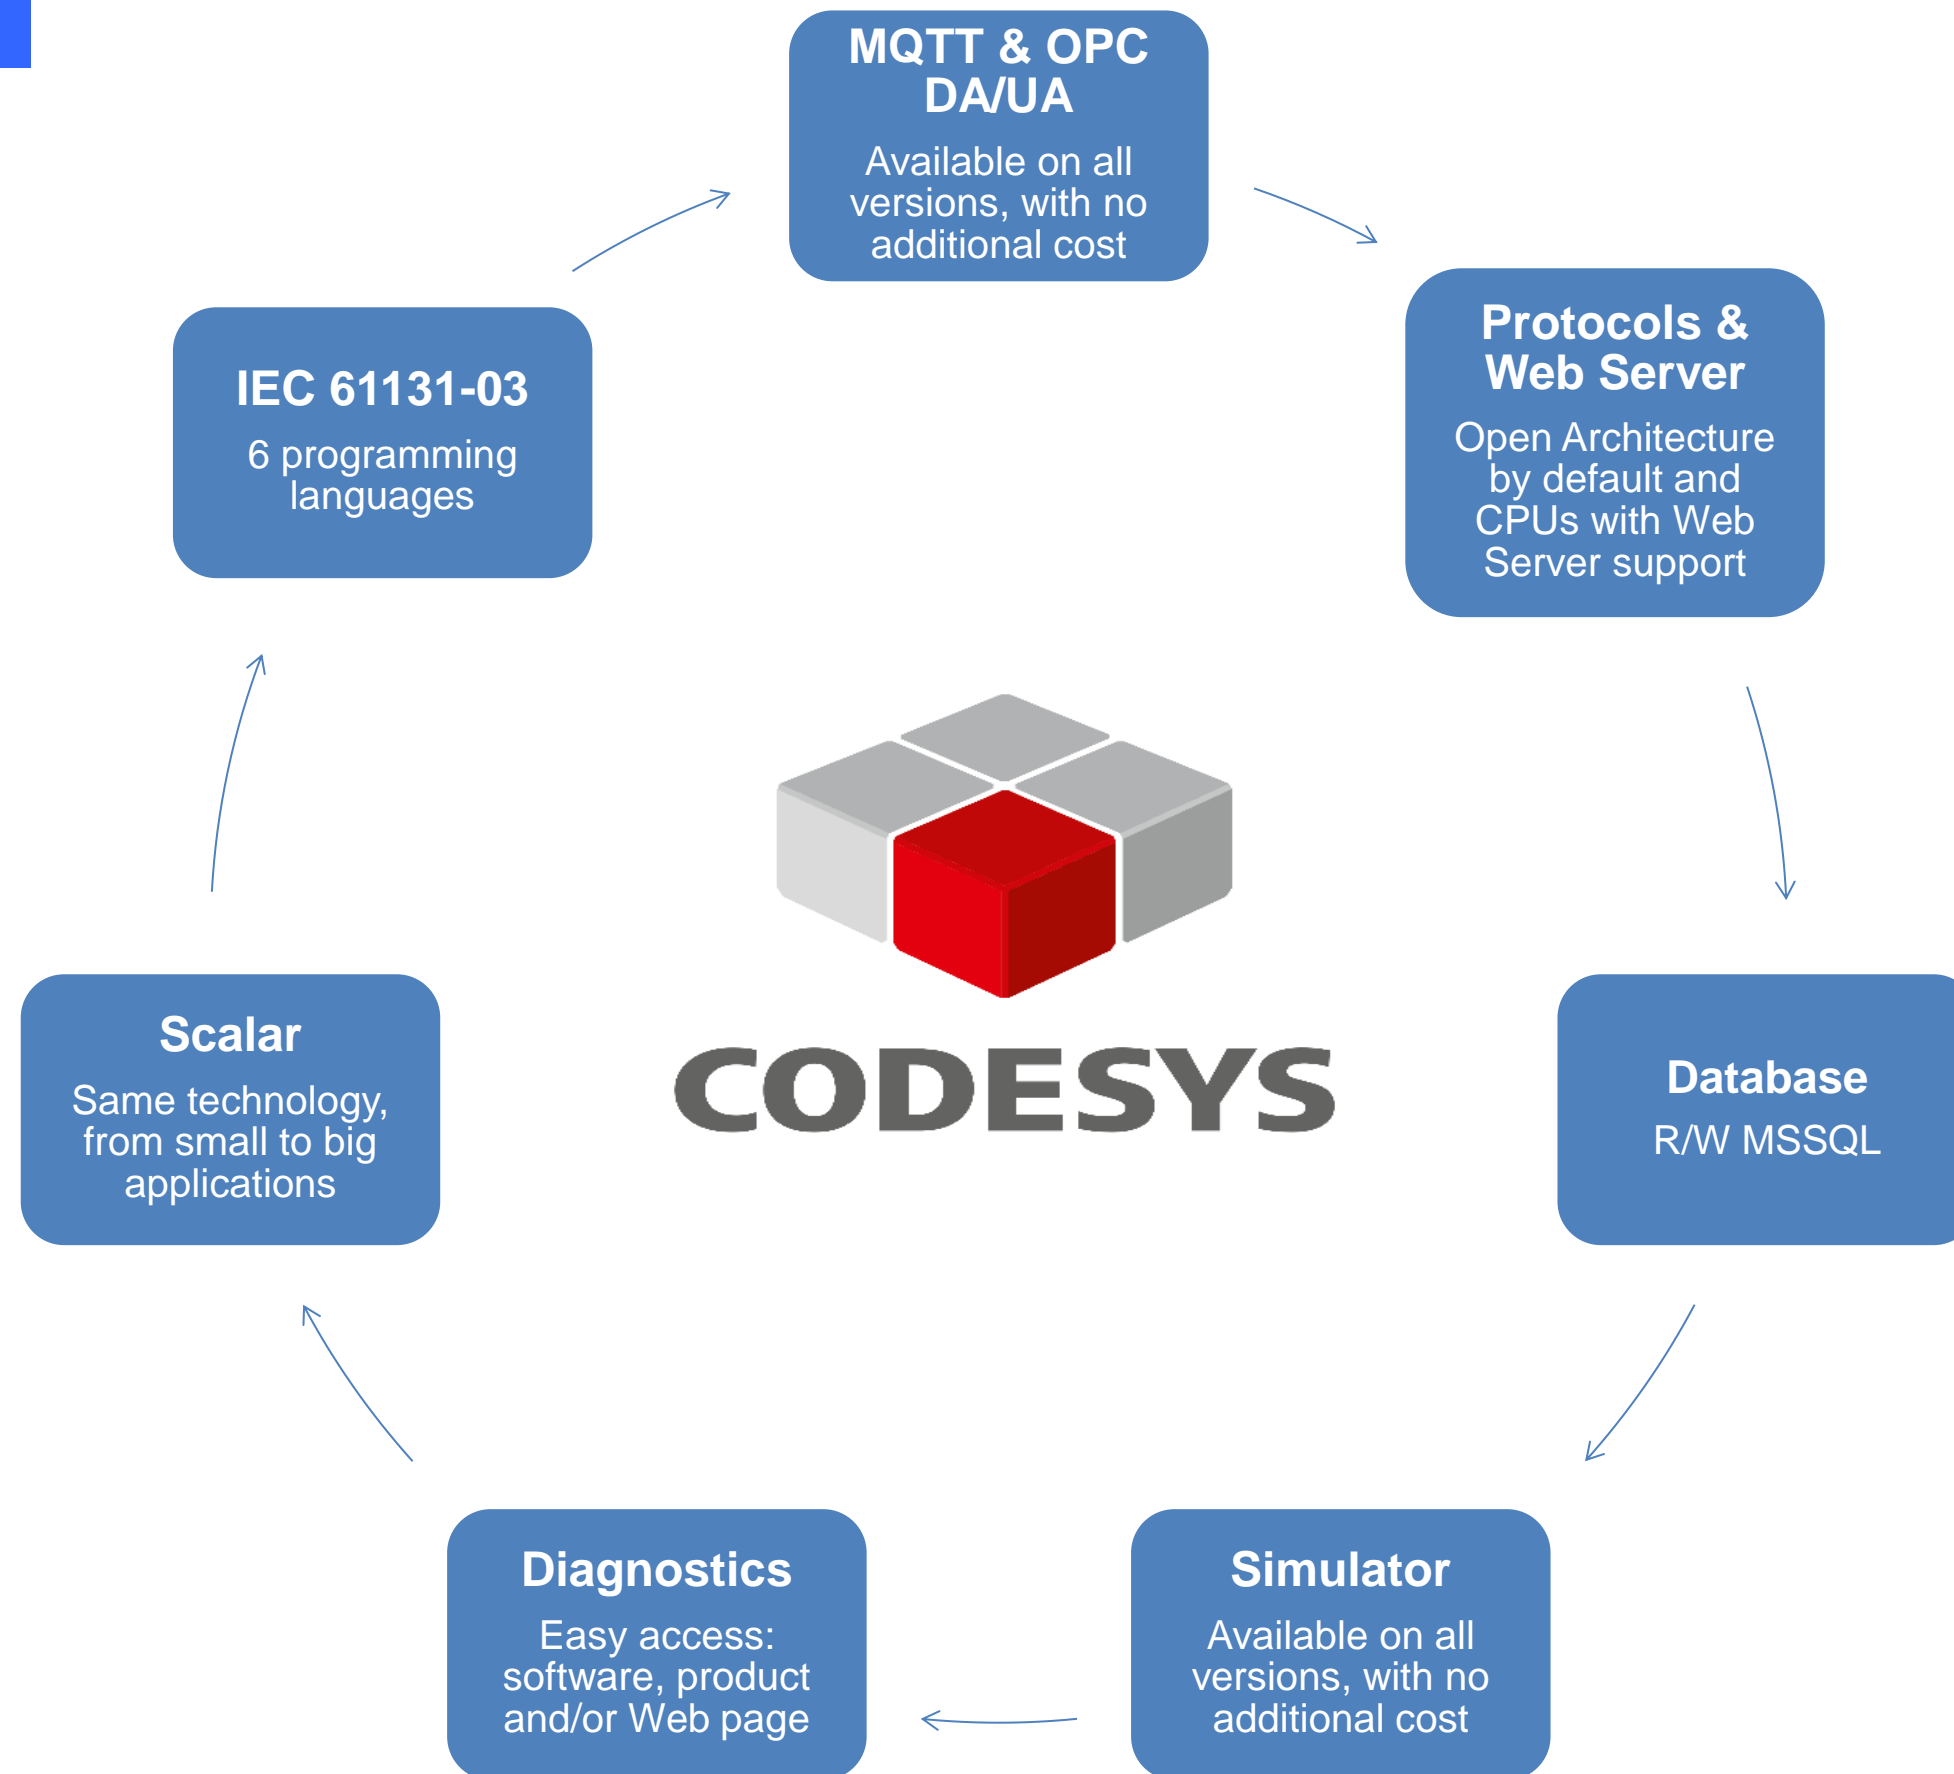 MQTT & OPC
DA/UA
Available on all
versions, with no
additional cost
Protocols &
Web Server
Open Architecture
by default and
CPUs with Web
Server support
Database
R/W MSSQL
Simulator
Available on all
versions, with no
additional cost
Diagnostics
Easy access:
software, product
and/or Web page
Scalar
Same technology,
from small to big
applications
IEC 61131-03
6 programming
languages
CODESYS